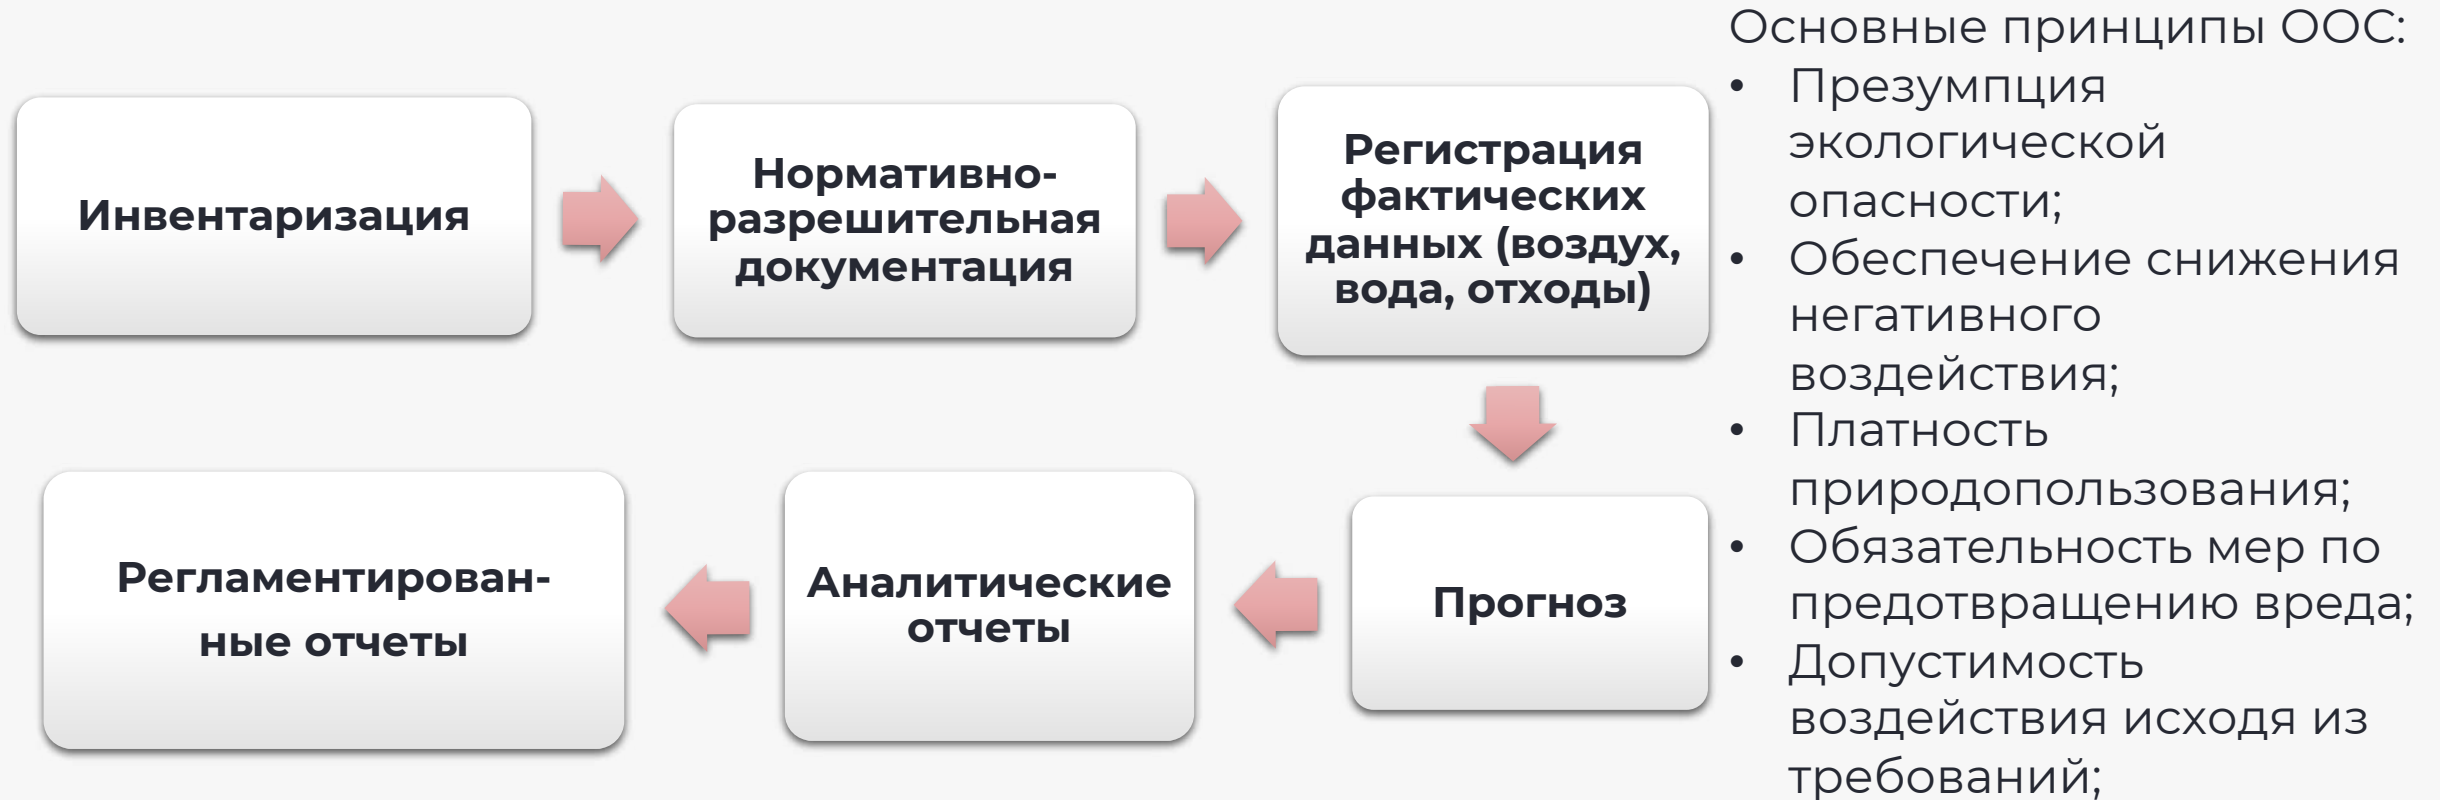 Инвентаризация
Нормативно-
разрешительная
документация
Регистрация
фактических
данных (воздух,
вода, отходы)
Прогноз
Аналитические
отчеты
Регламентирован-
ные отчеты
Основные принципы ООС:
• Презумпция
экологической
опасности;
• Обеспечение снижения
негативного
воздействия;
• Платность
природопользования;
• Обязательность мер по
предотвращению вреда;
• Допустимость
воздействия исходя из
требований;